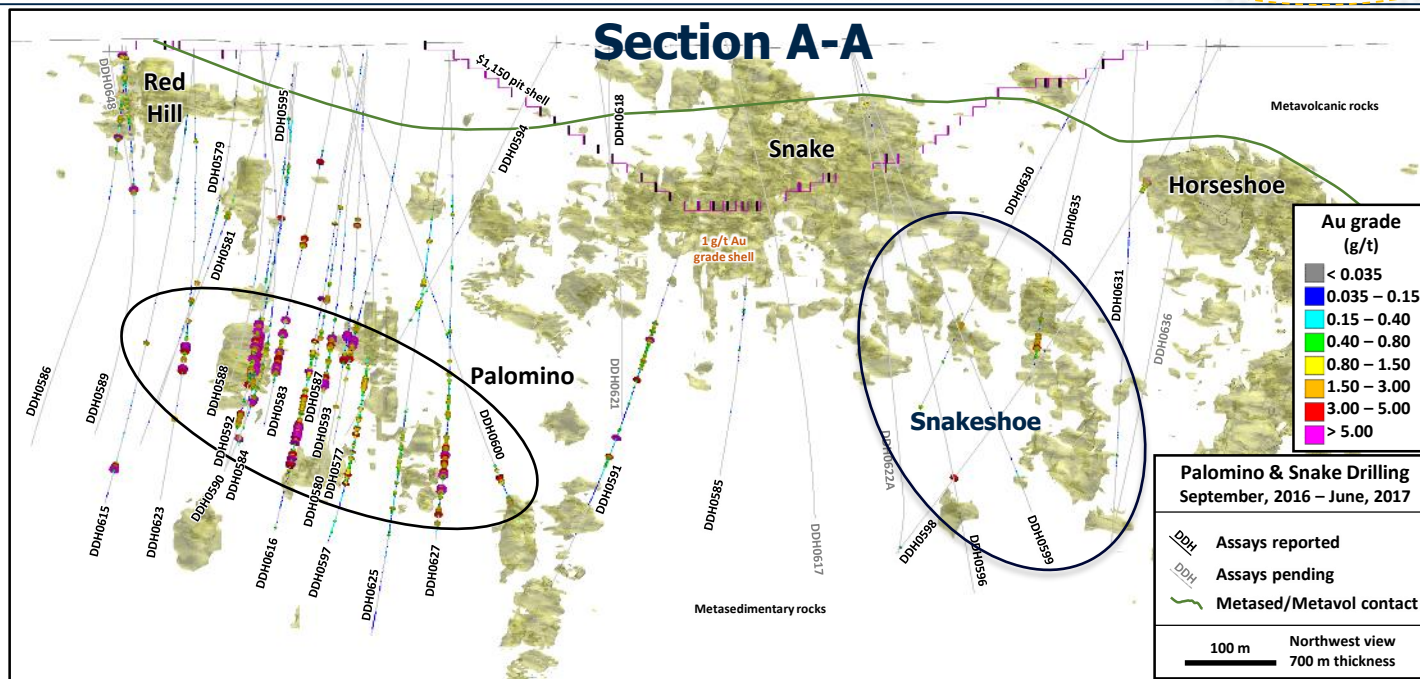 Section A-A
Red
Hill
DDH0648
DDH0595
$1,150 pit shell
DDH0618
DDH0594
DDH0579
DDH0581
Snake
Metavolcanic rocks
DDH0630
DDH0635
Horseshoe
1 g/t Au
grade shell
DDH0631
DDH0636
DDH0586
DDH0589
DDH0588
DDH0583
DDH0587
DDH0592
DDH0593
DDH0584
DDH0577
DDH0590
DDH0580
Palomino
DDH0600
DDH0621
DDH0591
DDH0585
Snakeshoe
DDH0622A
DDH0615
DDH0623
DDH0616
DDH0597
DDH0625
DDH0627
DDH0617
DDH0598
DDH0596
DDH0599
Metasedimentary rocks
Au grade
(g/t)
< 0.035
0.035 – 0.15
0.15 – 0.40
0.40 – 0.80
0.80 – 1.50
1.50 – 3.00
3.00 – 5.00
> 5.00
Palomino & Snake Drilling
September, 2016 – June, 2017
DDH Assays reported
DDH Assays pending
Metased/Metavol contact
100 m
Northwest view
700 m thickness